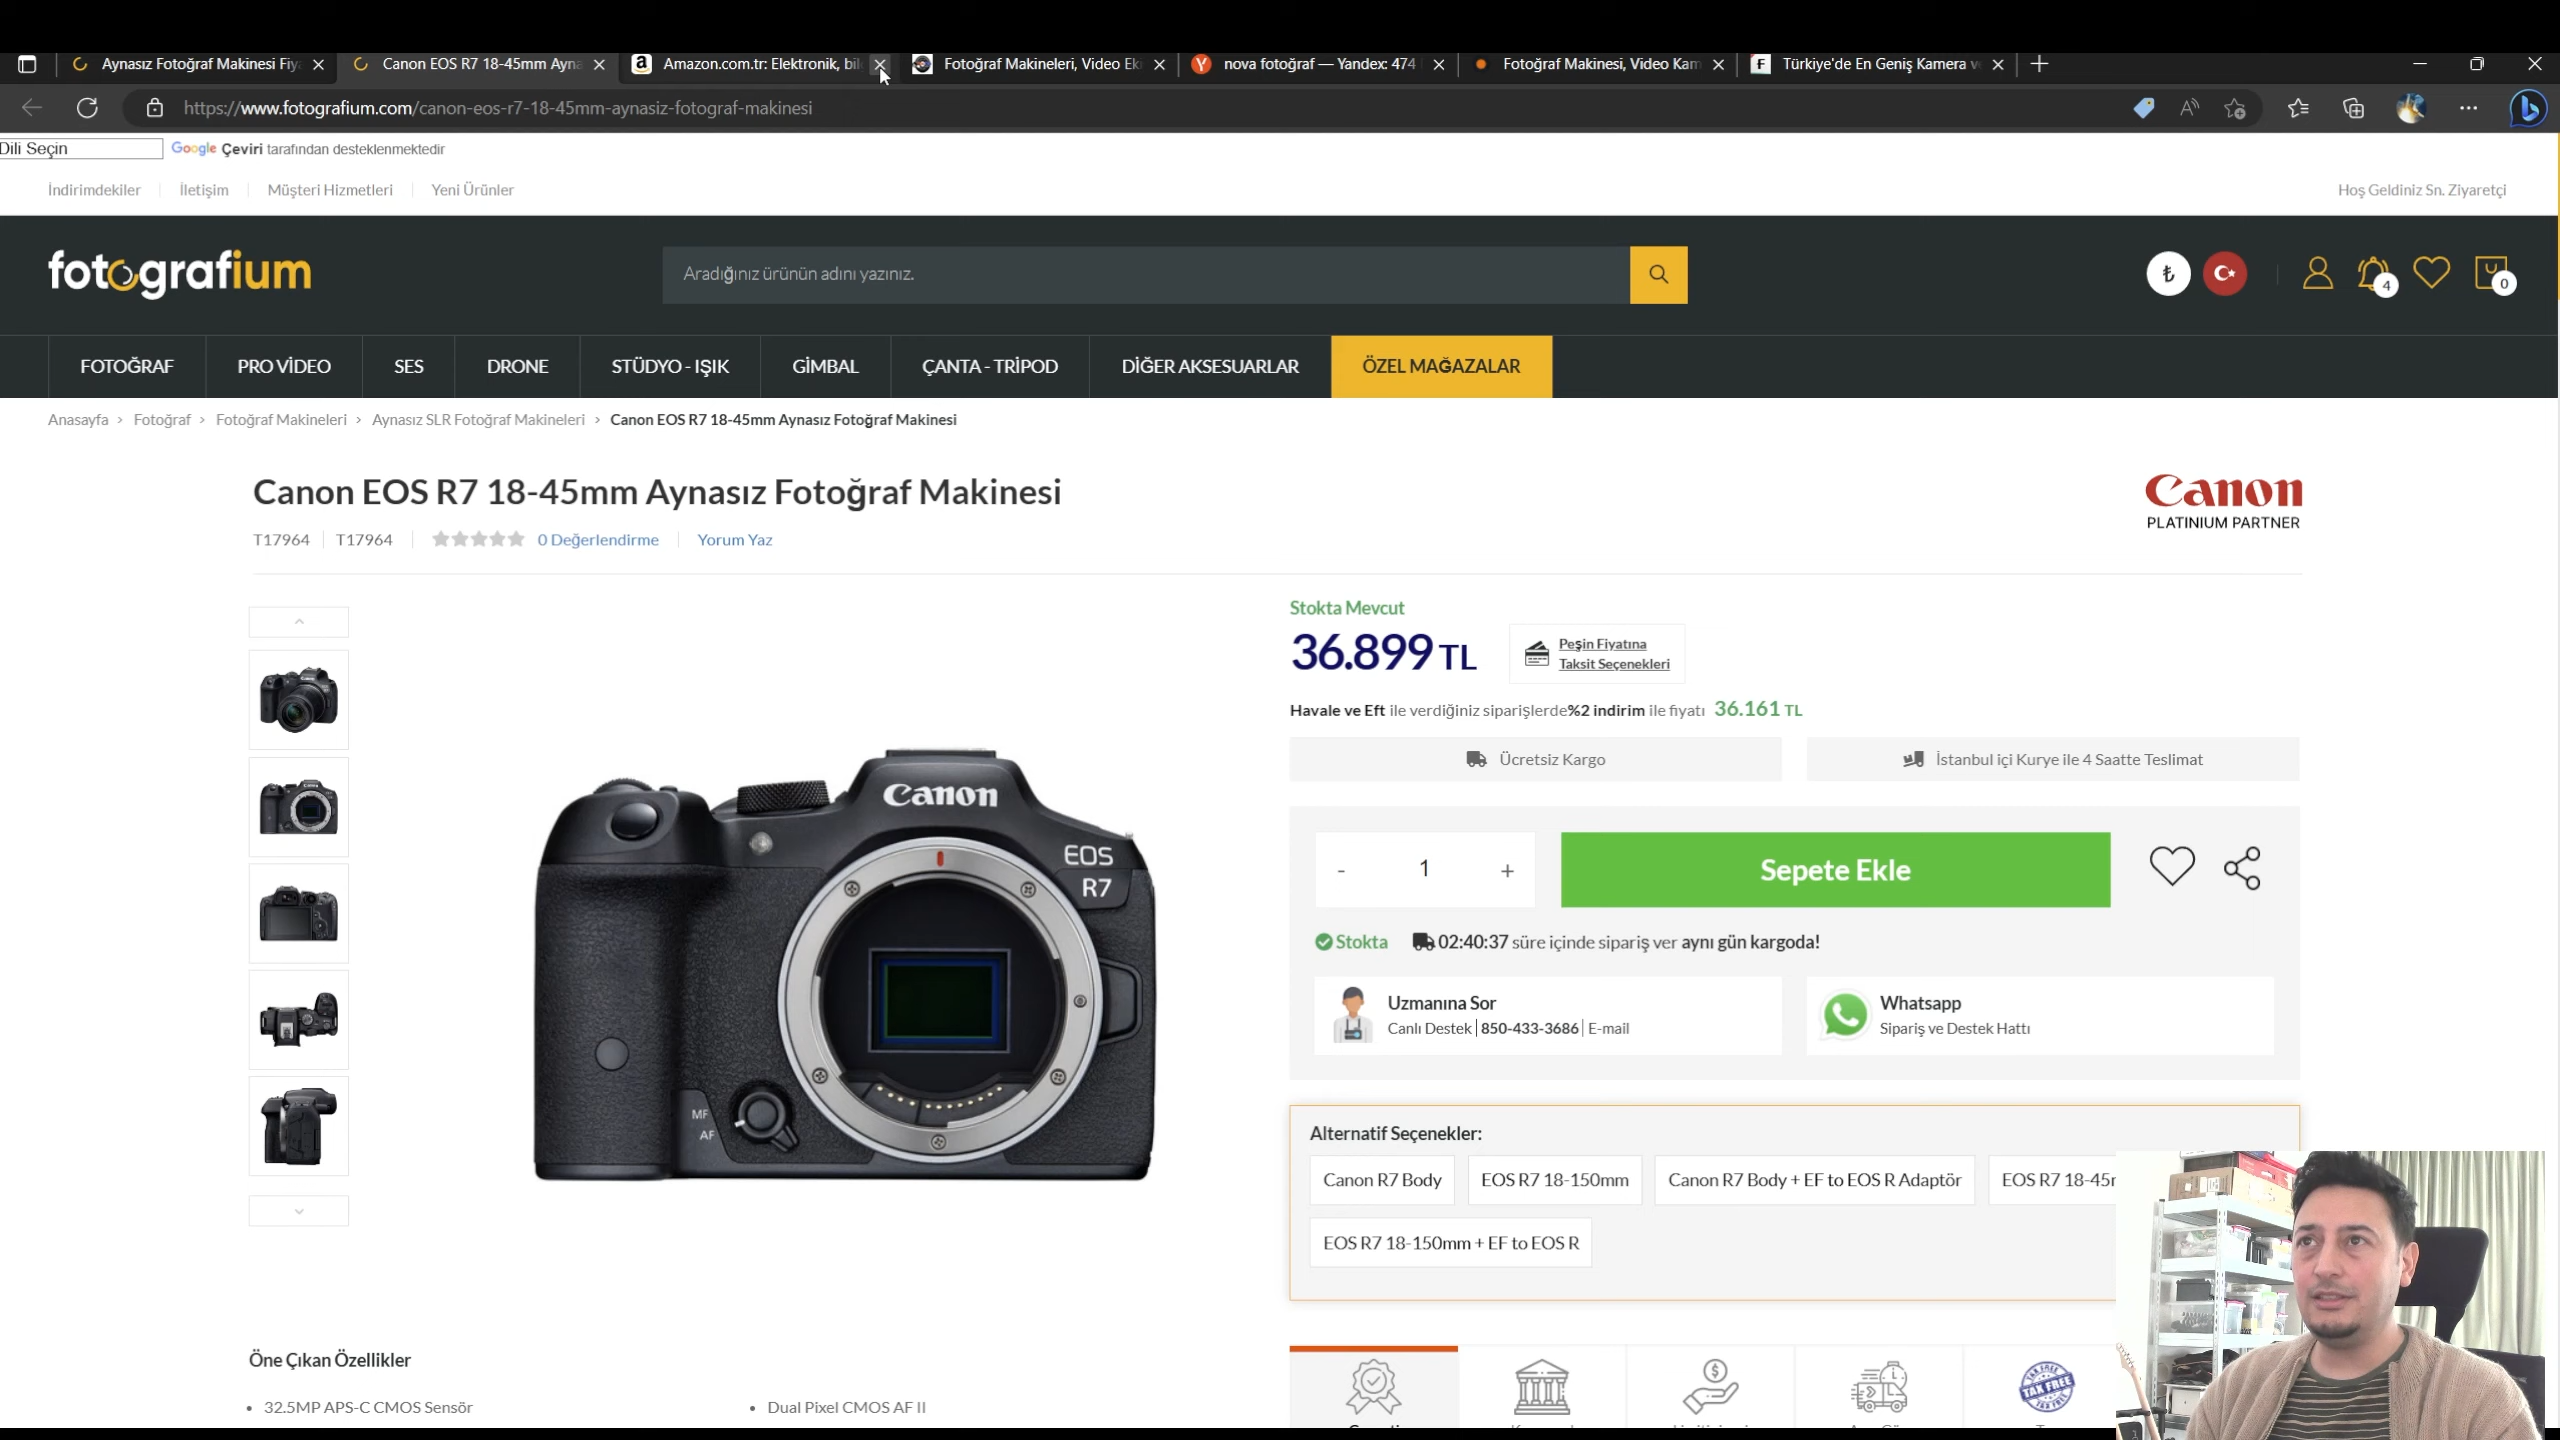 Aynasız Fotoğraf Makinesi Fiy
Canon EOS R7 18-45mm Ayna
Amazon.com.tr: Elektronik, bil
Fotoğraf Makineleri, Video Ek
nova fotoğraf — Yandex: 474
Fotoğraf Makinesi, Video Kam
Türkiye'de En Geniş Kamera v
https://www.fotografium.com/canon-eos-r7-18-45mm-aynasiz-fotograf-makinesi
Dili Seçin
Google Çeviri tarafından desteklenmektedir
İndirimdekiler
İletişim
Müşteri Hizmetleri
Yeni Ürünler
Hoş Geldiniz Sn. Ziyaretçi
fotografium
Aradığınız ürünün adını yazınız.
₺
4
0
FOTOĞRAF
PRO VİDEO
SES
DRONE
STÜDYO - IŞIK
GİMBAL
ÇANTA - TRİPOD
DİĞER AKSESUARLAR
ÖZEL MAĞAZALAR
Anasayfa > Fotoğraf > Fotoğraf Makineleri > Aynasız SLR Fotoğraf Makineleri > Canon EOS R7 18-45mm Aynasız Fotoğraf Makinesi
Canon EOS R7 18-45mm Aynasız Fotoğraf Makinesi
Canon
PLATINIUM PARTNER
T17964
T17964
0 Değerlendirme
Yorum Yaz
Canon
EOS
R7
MF
AF
Stokta Mevcut
36.899 TL
Peşin Fiyatına
Taksit Seçenekleri
Havale ve Eft ile verdiğiniz siparişlerde%2 indirim ile fiyatı 36.161 TL
Ücretsiz Kargo
İstanbul içi Kurye ile 4 Saatte Teslimat
- 1 +
Sepete Ekle
Stokta
02:40:37 süre içinde sipariş ver aynı gün kargoda!
Uzmanına Sor
Canlı Destek | 850-433-3686 | E-mail
Whatsapp
Sipariş ve Destek Hattı
Alternatif Seçenekler:
Canon R7 Body
EOS R7 18-150mm
Canon R7 Body + EF to EOS R Adaptör
EOS R7 18-45
EOS R7 18-150mm + EF to EOS R
TAX FREE
Öne Çıkan Özellikler
• 32.5MP APS-C CMOS Sensör
• Dual Pixel CMOS AF II